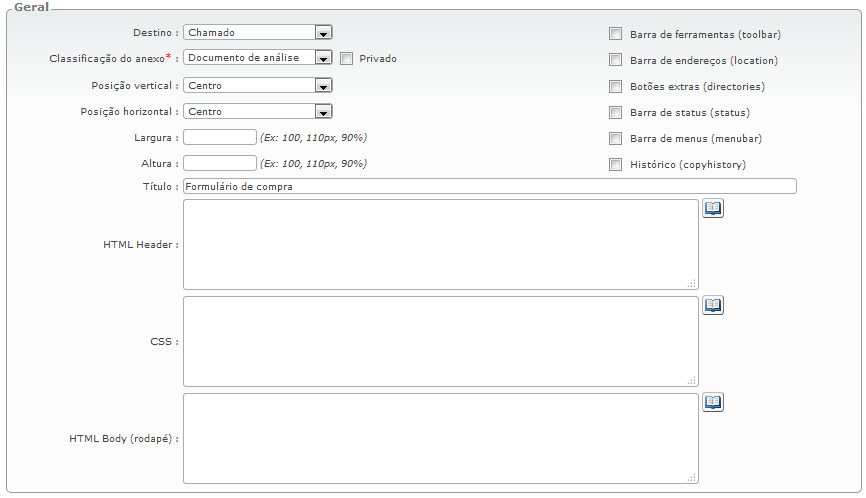 Geral
Destino : Chamado
Barra de ferramentas (toolbar)
Classificação do anexo* : Documento de análise Privado
Barra de endereços (location)
Posição vertical : Centro
Botões extras (directories)
Posição horizontal : Centro
Barra de status (status)
Largura : (Ex: 100, 110px, 90%)
Barra de menus (menubar)
Altura : (Ex: 100, 110px, 90%)
Histórico (copyhistory)
Título : Formulário de compra
HTML Header :
CSS :
HTML Body (rodapé) :